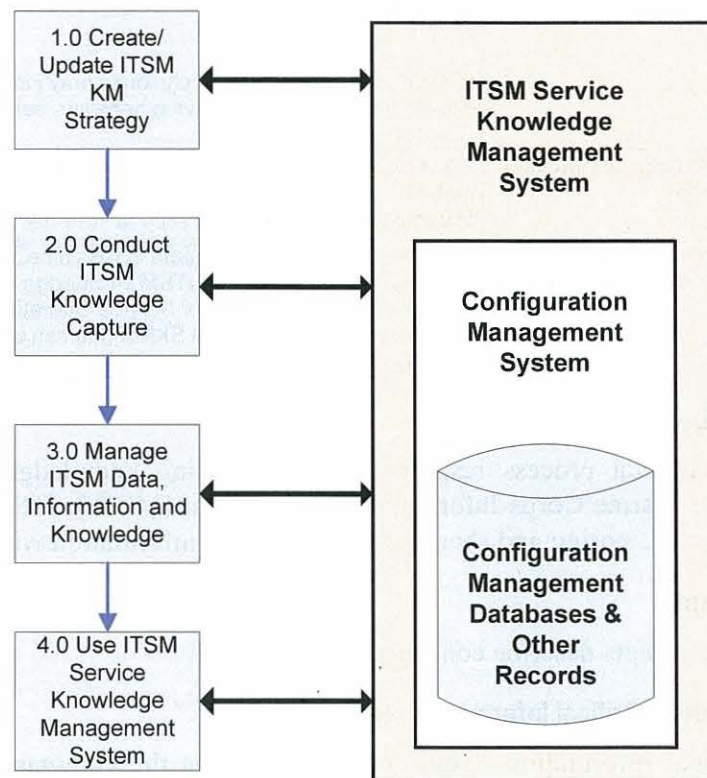 1.0 Create/
Update ITSM
KM
Strategy
2.0 Conduct
ITSM
Knowledge
Capture
3.0 Manage
ITSM Data,
Information and
Knowledge
4.0 Use ITSM
Service
Knowledge
Management
System
ITSM Service
Knowledge
Management
System
Configuration
Management
System
Configuration
Management
Databases &
Other
Records